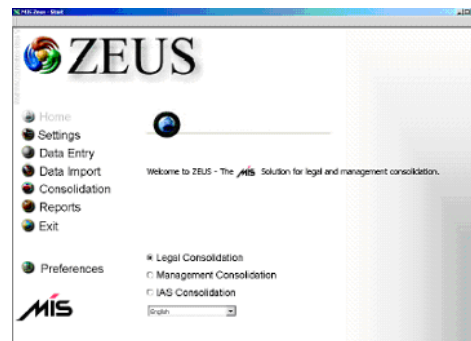 MIS Zeus - Start
ZEUS
Home
Settings
Data Entry
Data Import
Consolidation
Reports
Exit
Preferences
MIS
Welcome to ZEUS - The MIS Solution for legal and management consolidation.
Legal Consolidation
Management Consolidation
IAS Consolidation
English